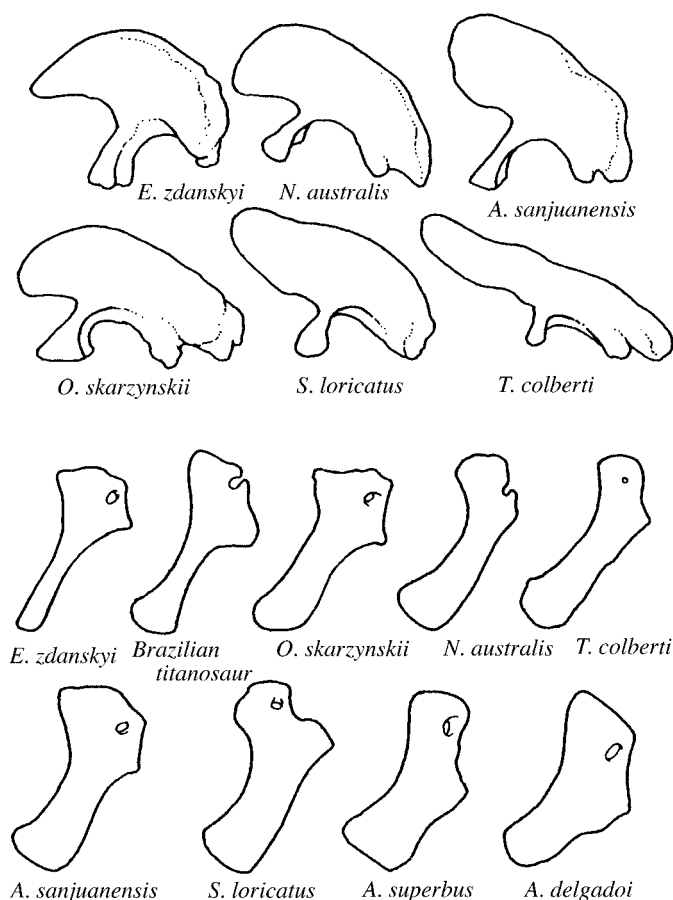 E. zdanskyi N. australis
A. sanjuanensis
O. skarzynskii S. loricatus T. colberti
E. zdanskyi Brazilian titanosaur O. skarzynskii N. australis T. colberti
A. sanjuanensis S. loricatus A. superbus A. delgadoi